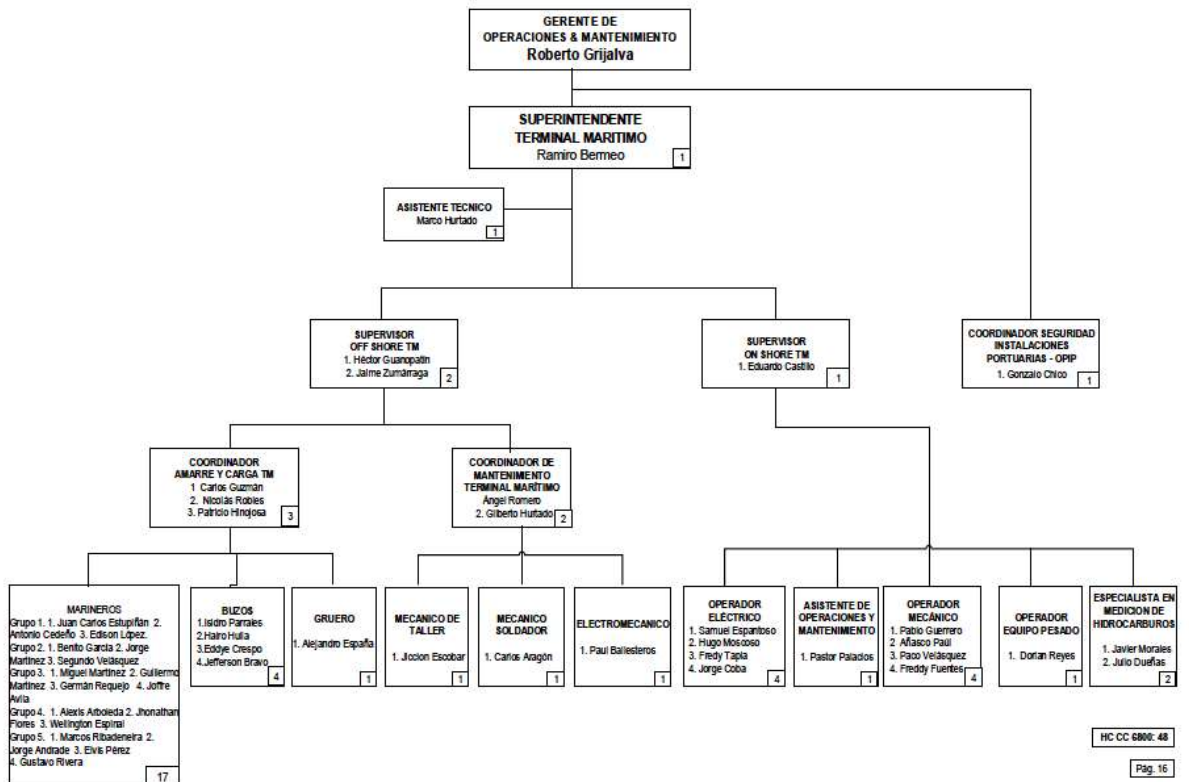 GERENTE DE
OPERACIONES & MANTENIMIENTO
Roberto Grijalva
SUPERINTENDENTE
TERMINAL MARITIMO
Ramiro Bermeo
1
ASISTENTE TECNICO
Marco Hurtado
1
SUPERVISOR
OFF SHORE TM
1. Héctor Guanopatín
2. Jaime Zumárraga
2
SUPERVISOR
ON SHORE TM
1. Eduardo Castillo
1
COORDINADOR SEGURIDAD
INSTALACIONES
PORTUARIAS - OPIP
1. Gonzalo Chico
1
COORDINADOR
AMARRE Y CARGA TM
1 Carlos Guzmán
2. Nicolás Robles
3. Patricio Hinojosa
3
COORDINADOR DE
MANTENIMIENTO
TERMINAL MARÍTIMO
Ángel Romero
2. Gilberto Hurtado
2
MARINEROS
Grupo 1. 1. Juan Carlos Estupiñán 2.
Antonio Cedeño 3. Edison López.
Grupo 2. 1. Benito García 2. Jorge
Martínez 3. Segundo Velásquez
Grupo 3. 1. Miguel Martínez 2. Guillermo
Martínez 3. Germán Requejo 4. Joffre
Avila
Grupo 4. 1. Alexis Arboleda 2. Jhonathan
Flores 3. Wellington Espinal
Grupo 5. 1. Marcos Ribadeneira 2.
Jorge Andrade 3. Elvis Pérez
4. Gustavo Rivera
17
BUZOS
1.Isidro Parrales
2.Hairo Hulla
3.Eddye Crespo
4.Jefferson Bravo
4
GRUERO
1. Alejandro España
1
MECANICO DE
TALLER
1. Jiccion Escobar
1
MECANICO
SOLDADOR
1. Carlos Aragón
1
ELECTROMECANICO
1. Paul Ballesteros
1
OPERADOR
ELÉCTRICO
1. Samuel Espantoso
2. Hugo Moscoso
3. Fredy Tapia
4. Jorge Coba
4
ASISTENTE DE
OPERACIONES Y
MANTENIMIENTO
1. Pastor Palacios
1
OPERADOR
MECÁNICO
1. Pablo Guerrero
2. Añasco Paúl
3. Paco Velásquez
4. Freddy Fuentes
4
OPERADOR
EQUIPO PESADO
1. Dorian Reyes
1
ESPECIALISTA EN
MEDICION DE
HIDROCARBUROS
1. Javier Morales
2. Julio Dueñas
2
HC CC 6800: 48
Pág. 16